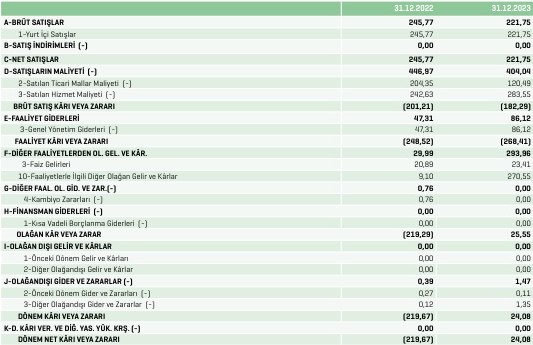 31.12.2022 31.12.2023
A-BRÜT SATIŞLAR 245,77 221,75
1-Yurt İçi Satışlar 245,77 221,75
B-SATIŞ İNDİRİMLERİ (-) 0,00 0,00
C-NET SATIŞLAR 245,77 221,75
D-SATIŞLARIN MALİYETİ (-) 446,97 404,04
2-Satılan Ticari Mallar Maliyeti (-) 204,35 120,49
3-Satılan Hizmet Maliyeti (-) 242,63 283,55
BRÜT SATIŞ KÂRI VEYA ZARARI (201,21) (182,29)
E-FAALİYET GİDERLERİ 47,31 86,12
3-Genel Yönetim Giderleri (-) 47,31 86,12
FAALİYET KÂRI VEYA ZARARI (248,52) (268,41)
F-DİĞER FAALİYETLERDEN OL. GEL. VE KÂR. 29,99 293,96
3-Faiz Gelirleri 20,89 23,41
10-Faaliyetlerle İlgili Diğer Olağan Gelir ve Kârlar 9,10 270,55
G-DİĞER FAAL. OL. GİD. VE ZAR.(-) 0,76 0,00
4-Kambiyo Zararları (-) 0,76 0,00
H-FİNANSMAN GİDERLERİ (-) 0,00 0,00
1-Kısa Vadeli Borçlanma Giderleri (-) 0,00 0,00
OLAĞAN KÂR VEYA ZARAR (219,29) 25,55
I-OLAĞAN DIŞI GELİR VE KÂRLAR 0,00 0,00
1-Önceki Dönem Gelir ve Kârları 0,00 0,00
2-Diğer Olağandışı Gelir ve Kârlar 0,00 0,00
J-OLAĞANDIŞI GİDER VE ZARARLAR (-) 0,39 1,47
2-Önceki Dönem Gider ve Zararları (-) 0,27 0,11
3-Diğer Olağandışı Gider ve Zararlar (-) 0,12 1,35
DÖNEM KÂRI VEYA ZARARI (219,67) 24,08
K-D. KÂRI VER. VE DİĞ. YAS. YÜK. KRŞ. (-) 0,00 0,00
DÖNEM NET KÂRI VEYA ZARARI (219,67) 24,08